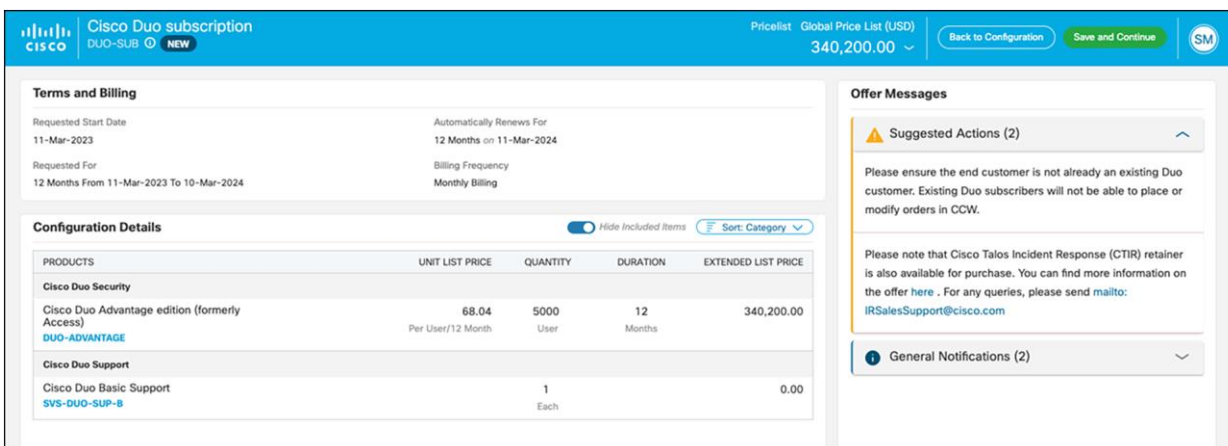 CISCO
Cisco Duo subscription
DUO-SUB NEW
Pricelist Global Price List (USD)
340,200.00
Back to Configuration
Save and Continue
SM
Terms and Billing
Requested Start Date
11-Mar-2023
Automatically Renews For
12 Months on 11-Mar-2024
Requested For
12 Months From 11-Mar-2023 To 10-Mar-2024
Billing Frequency
Monthly Billing
Configuration Details
Hide Included Items
Sort: Category
PRODUCTS UNIT LIST PRICE QUANTITY DURATION EXTENDED LIST PRICE
Cisco Duo Security
Cisco Duo Advantage edition (formerly 68.04 5000 12 340,200.00
Access) Per User/12 Month User Months
DUO-ADVANTAGE
Cisco Duo Support
Cisco Duo Basic Support 1 0.00
SVS-DUO-SUP-B Each
Offer Messages
Suggested Actions (2)
Please ensure the end customer is not already an existing Duo
customer. Existing Duo subscribers will not be able to place or
modify orders in CCW.
Please note that Cisco Talos Incident Response (CTIR) retainer
is also available for purchase. You can find more information on
the offer here . For any queries, please send mailto:
IRSalesSupport@cisco.com
General Notifications (2)